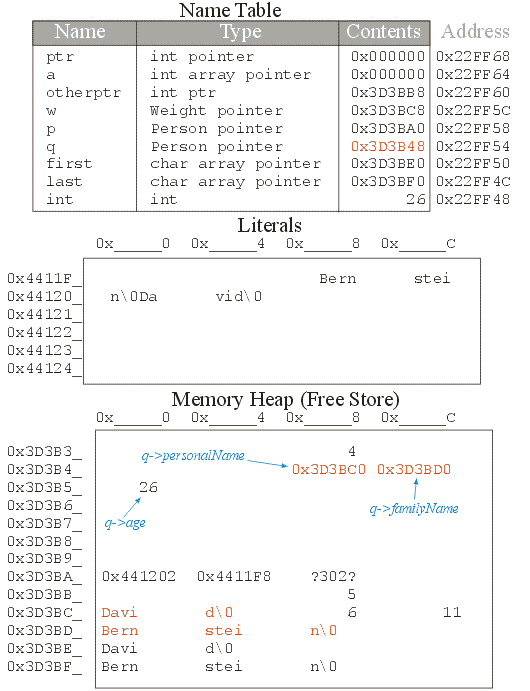 Name Table
Name Type Contents Address
ptr int pointer 0x000000 0x22FF68
a int array pointer 0x000000 0x22FF64
otherptr int ptr 0x3D3BB8 0x22FF60
w Weight pointer 0x3D3BC8 0x22FF5C
p Person pointer 0x3DBA0 0x22FF58
q Person pointer 0x3D3B48 0x22FF54
first char array pointer 0x3D3BE0 0x22FF50
last char array pointer 0x3D3BF0 0x22FF4C
int int 26 0x22FF48
Literals
0x_____0 0x_____4 0x_____8 0x_____C
0x4411F_ Bern stei
0x44120_ n\0Da vid\0
0x44121_
0x44122_
0x44123_
0x44124_
Memory Heap (Free Store)
0x_____0 0x_____4 0x_____8 0x_____C
0x3D3B3_ 4
q->personalName
0x3D3B4_ 0x3D3BC0 0x3D3BD0
0x3D3B5_ 26
0x3D3B6_
q->age q->familyName
0x3D3B7_
0x3D3B8_
0x3D3B9_
0x3D3BA_ 0x441202 0x4411F8 ?302?
0x3D3BB_ 5
0x3D3BC_ Davi d\0 6 11
0x3D3BD_ Bern stei n\0
0x3D3BE_ Davi d\0
0x3D3BF_ Bern stei n\0